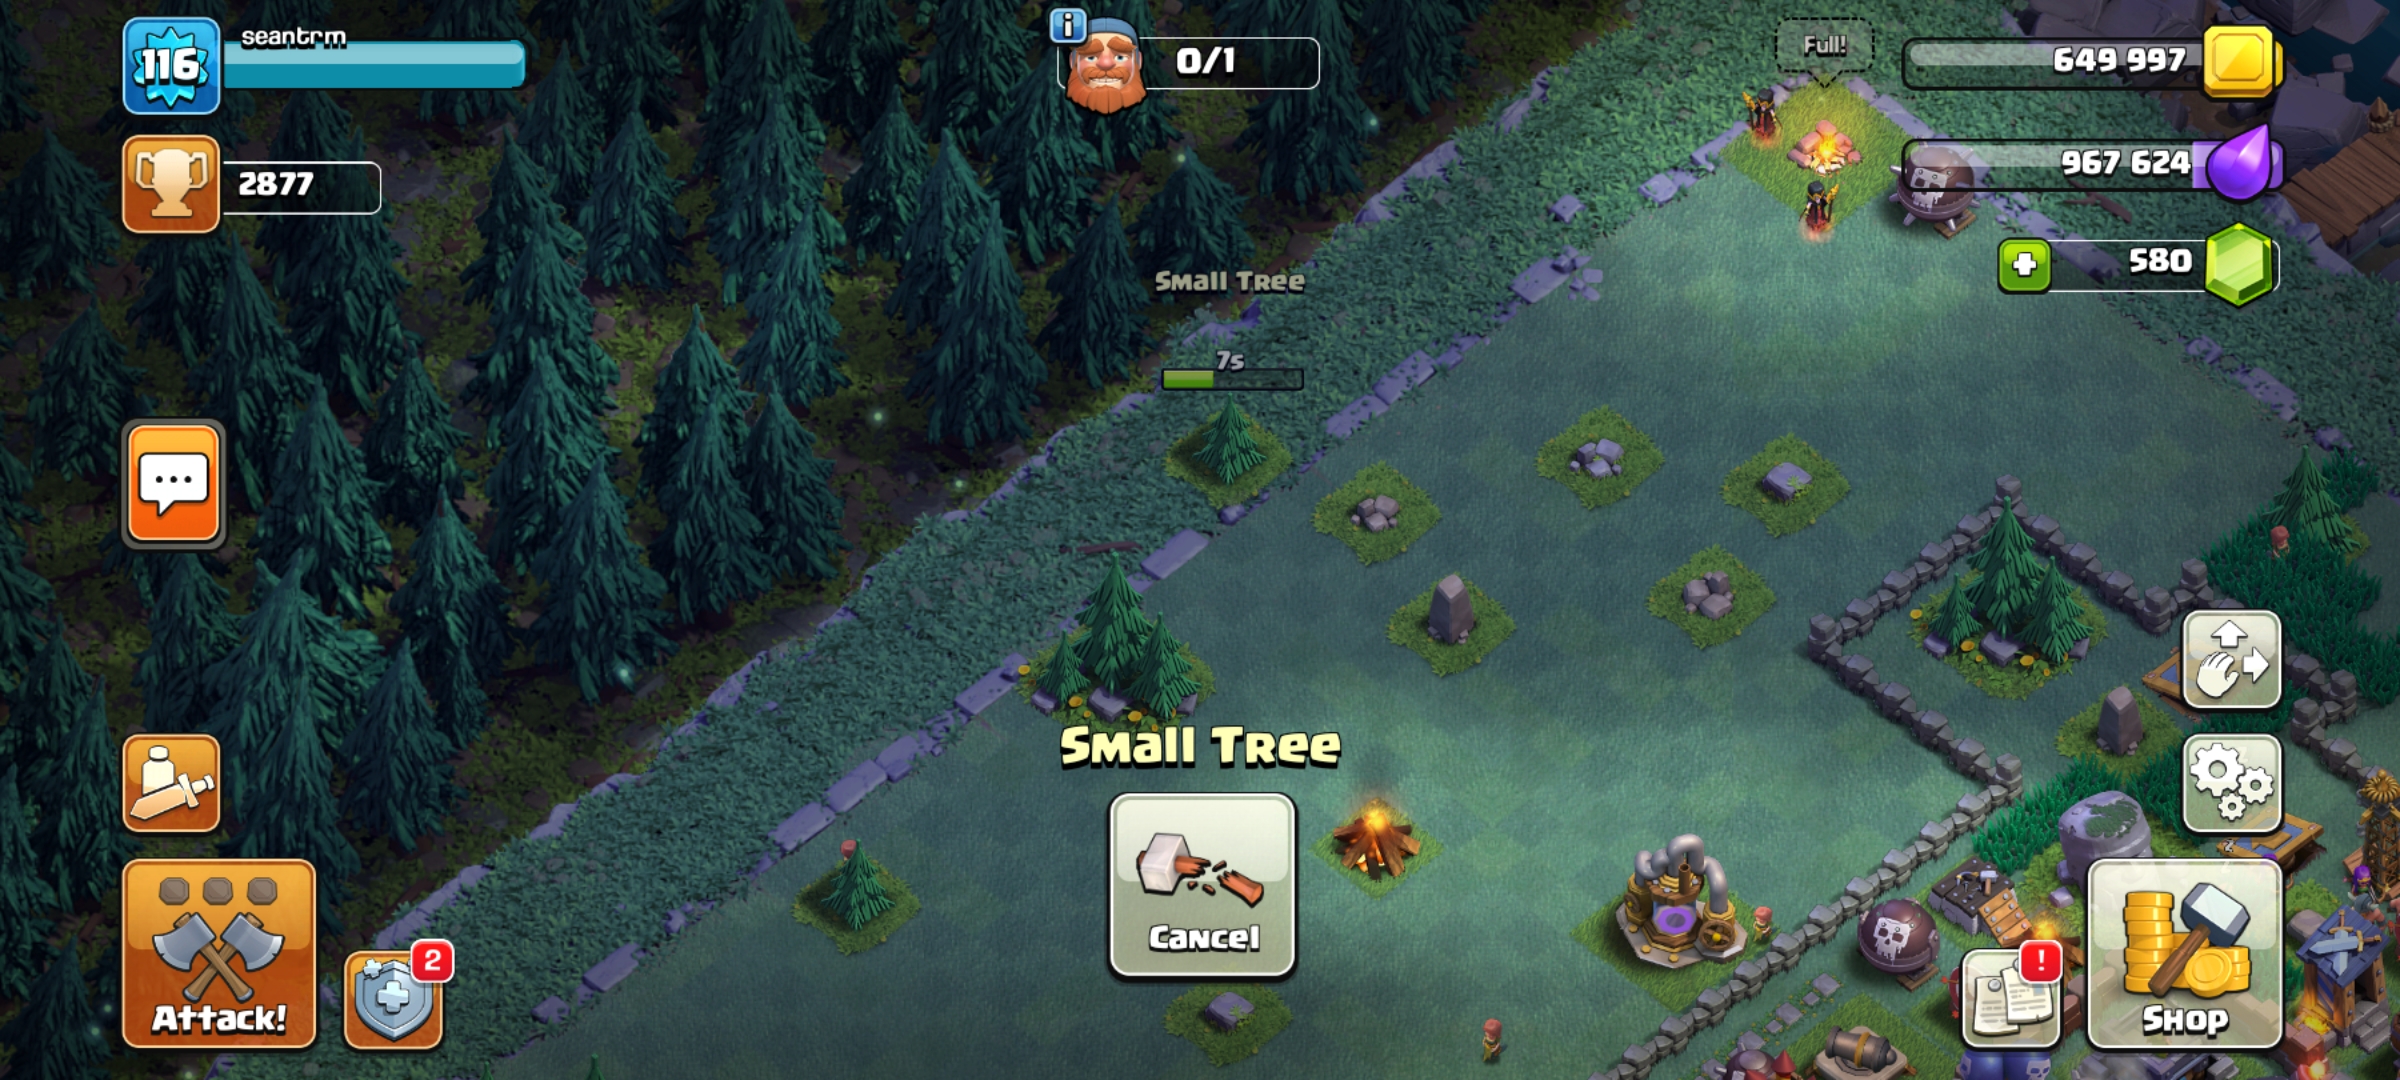 116
seantrm
i
0/1
Full!
649 997
2877
967 624
580
Small Tree
7s
Small Tree
Cancel
2
Attack!
!
Shop